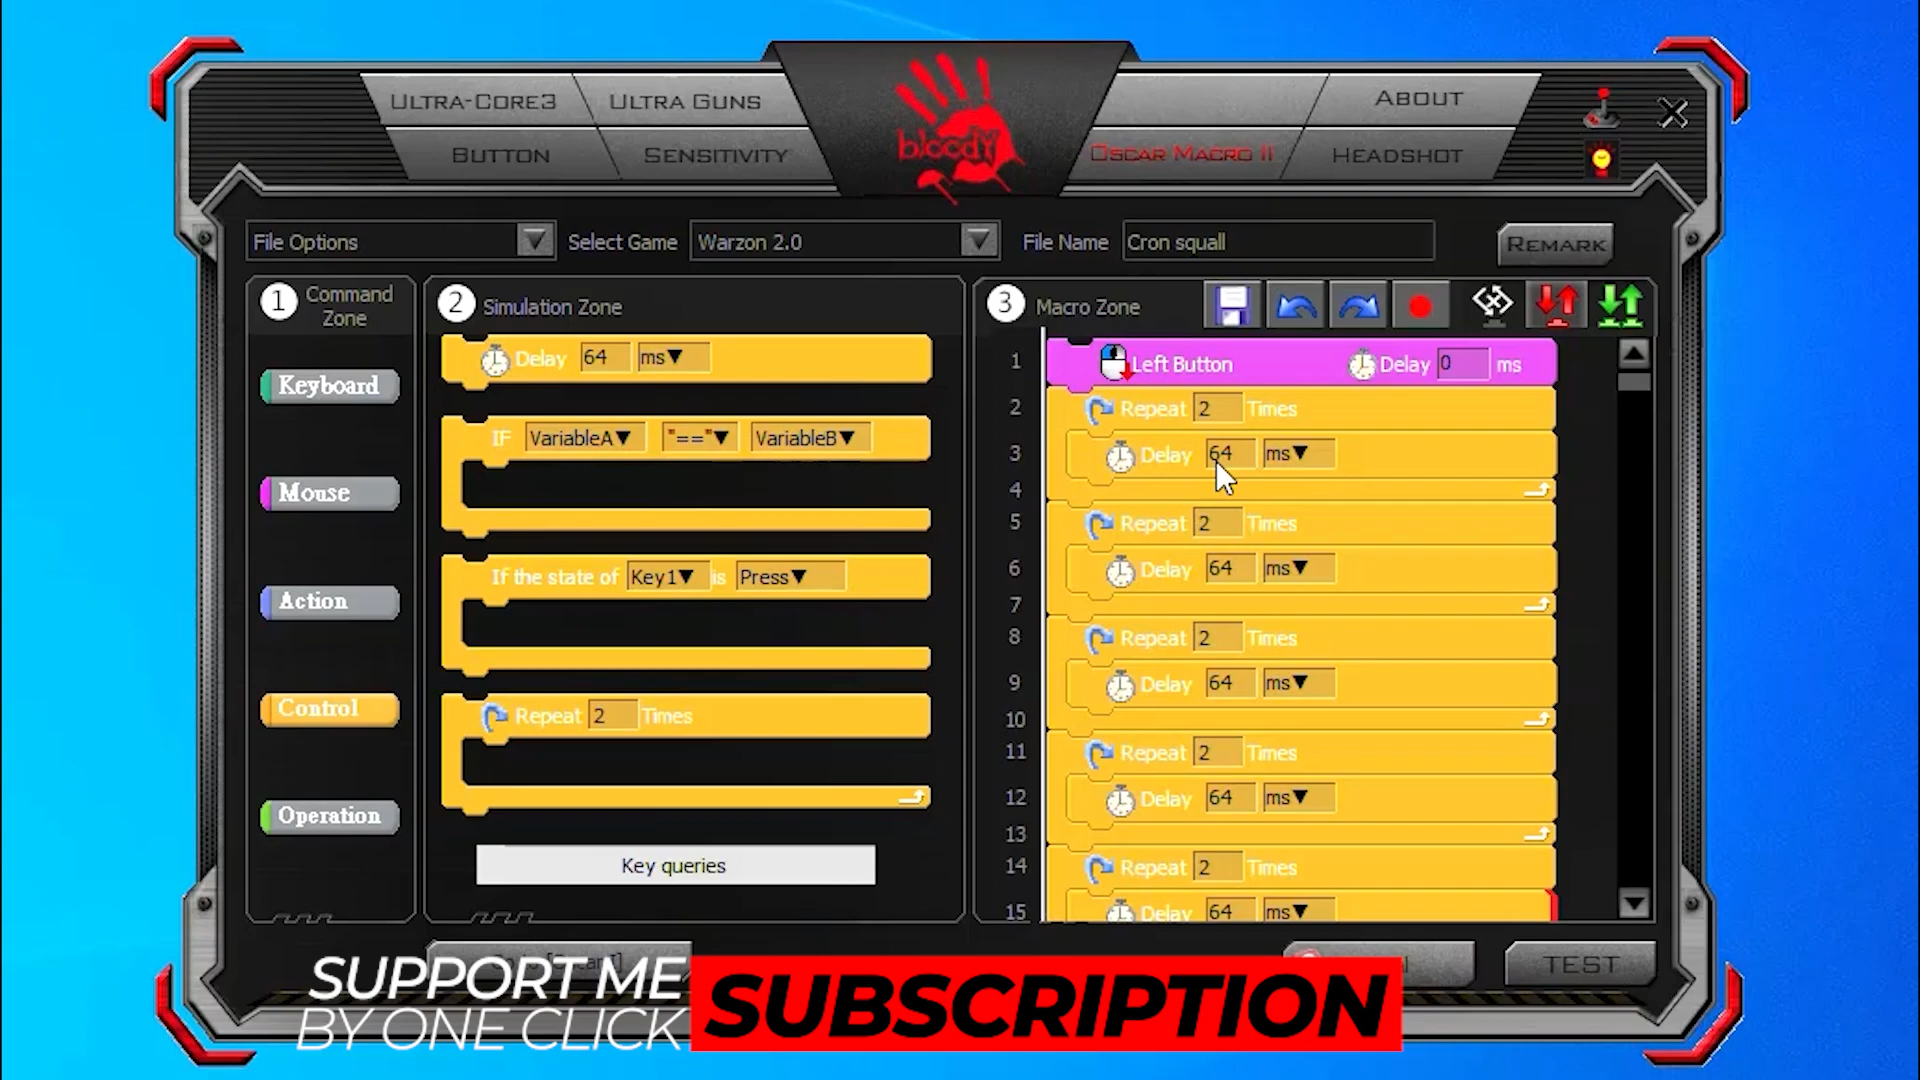 ULTRA-CORE3
ULTRA GUNS
ABOUT
BUTTON
SENSITIVITY
bloody
OSCAR MACRO II
HEADSHOT
File Options
Select Game
Warzon 2.0
File Name
Cron squall
REMARK
1
Command
Zone
2
Simulation Zone
3
Macro Zone
Keyboard
Mouse
Action
Control
Operation
Delay 64 ms
IF VariableA "==" VariableB
If the state of Key1 is Press
Repeat 2 Times
Key queries
1 Left Button Delay 0 ms
2 Repeat 2 Times
3 Delay 64 ms
4
5 Repeat 2 Times
6 Delay 64 ms
7
8 Repeat 2 Times
9 Delay 64 ms
10
11 Repeat 2 Times
12 Delay 64 ms
13
14 Repeat 2 Times
15 Delay 64 ms
TEST
SUPPORT ME
BY ONE CLICK
SUBSCRIPTION